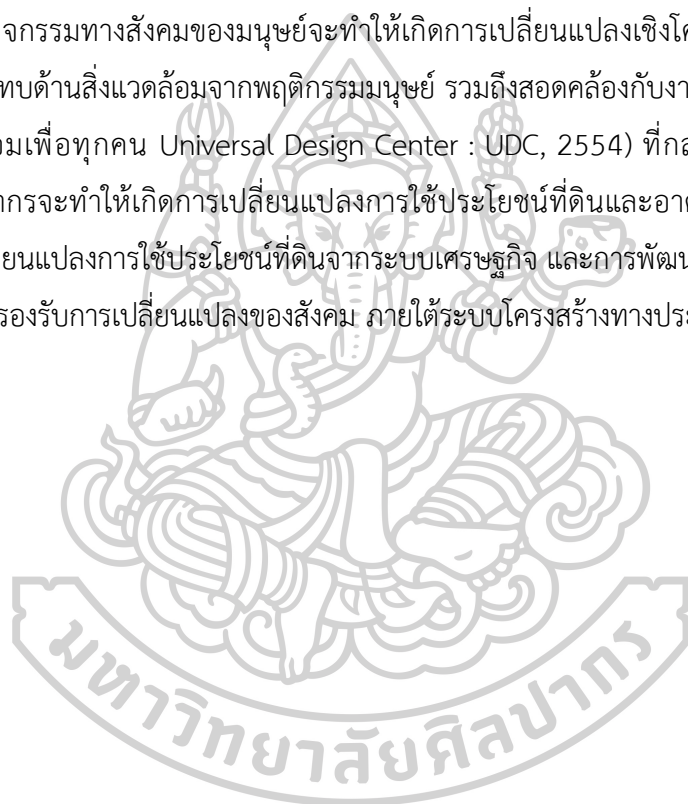 จกรรมทางสังคมของมนุษย์จะทำให้เกิดการเปลี่ยนแปลงเชิงโค
ทบด้านสิ่งแวดล้อมจากพฤติกรรมมนุษย์ รวมถึงสอดคล้องกับงา
อมเพื่อทุกคน Universal Design Center : UDC, 2554) ที่กล
ากรจะทำให้เกิดการเปลี่ยนแปลงการใช้ประโยชน์ที่ดินและอาค
ยนแปลงการใช้ประโยชน์ที่ดินจากระบบเศรษฐกิจ และการพัฒน
รองรับการเปลี่ยนแปลงของสังคม ภายใต้ระบบโครงสร้างทางประ
มหาวิทยาลัยศิลปากร